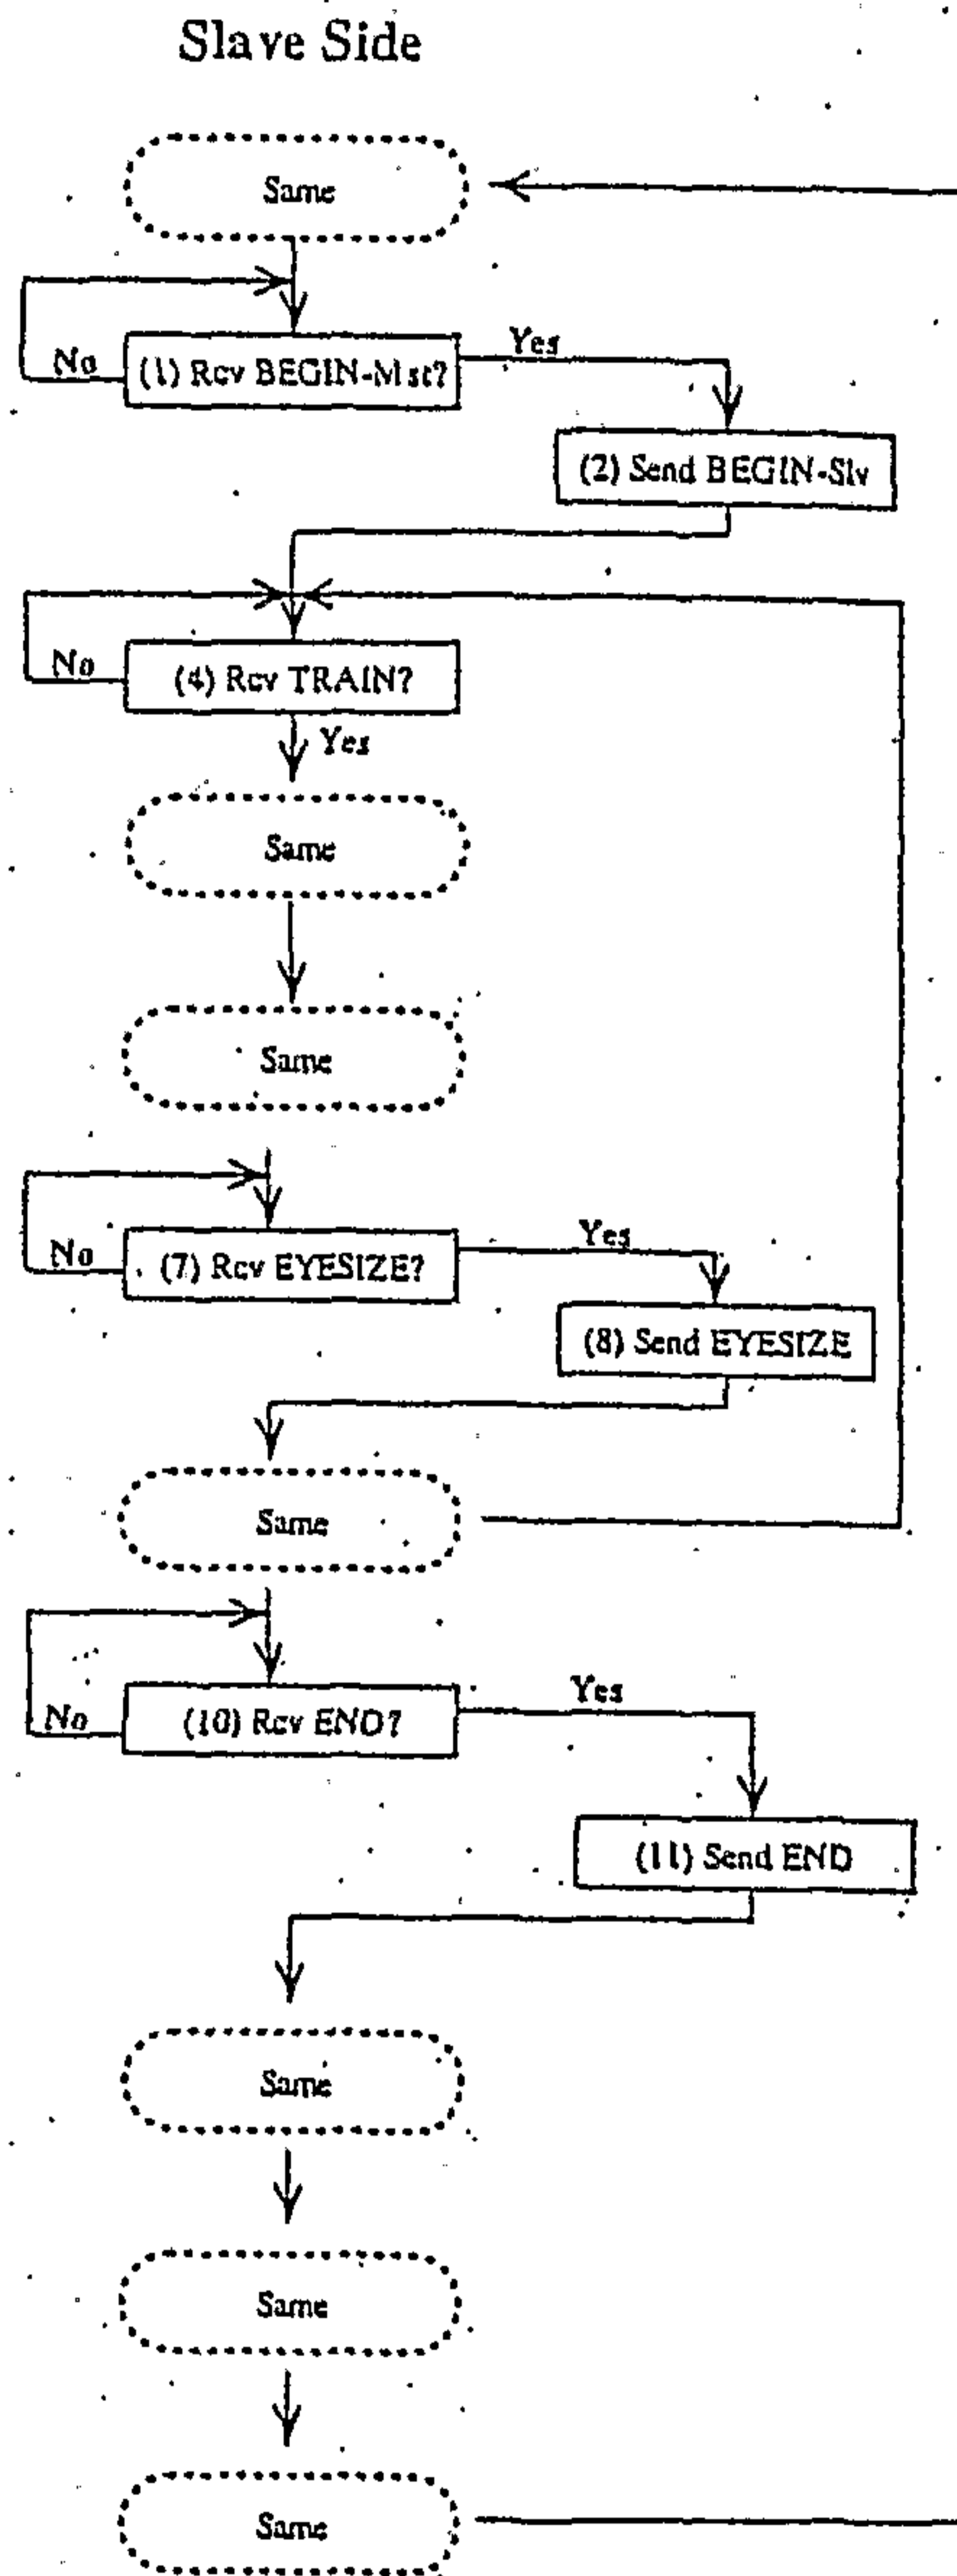 Slave Side
Same
No
(1) Rcv BEGIN-Mst?
Yes
(2) Send BEGIN-Slv
No
(4) Rcv TRAIN?
Yes
Same
Same
No
(7) Rcv EYESIZE?
Yes
(8) Send EYESIZE
Same
No
(10) Rcv END?
Yes
(11) Send END
Same
Same
Same